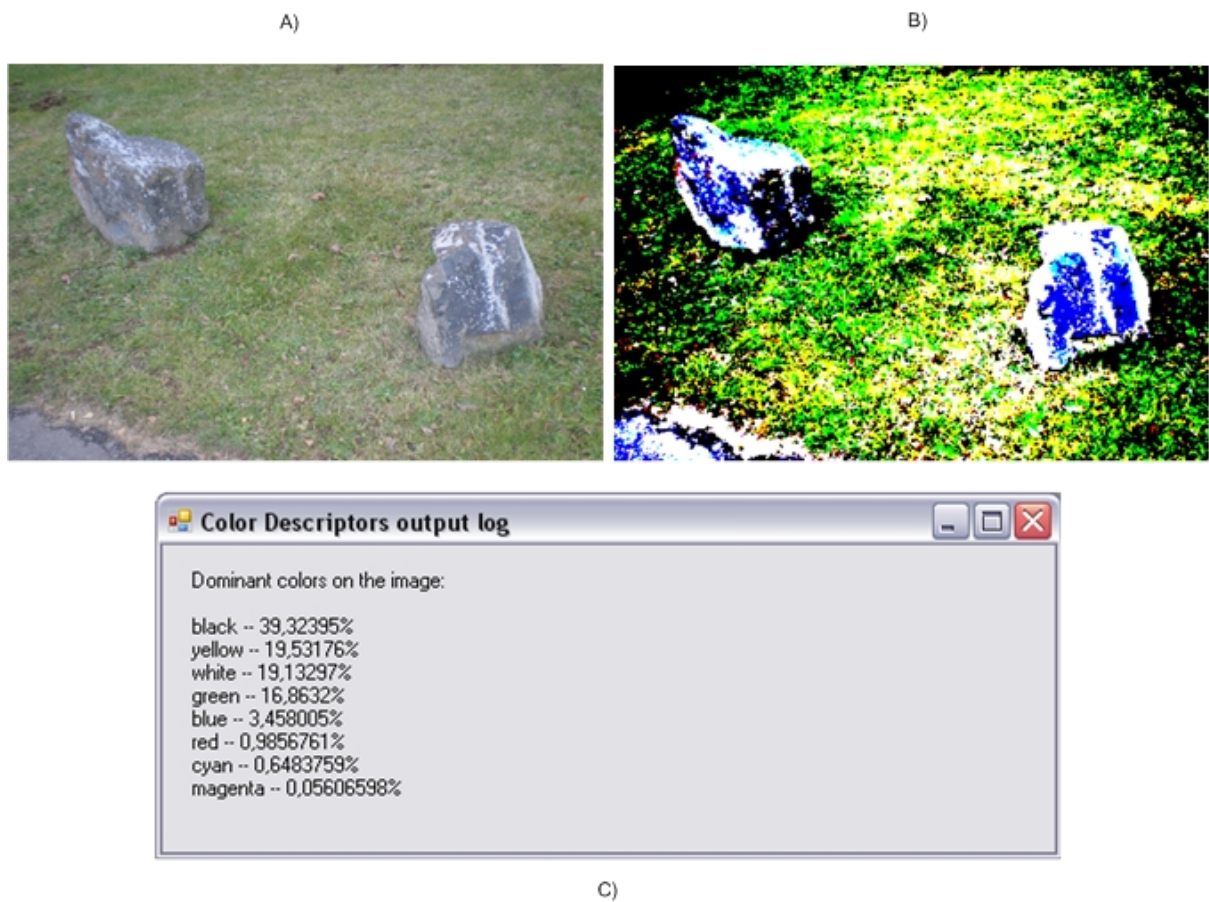 A)
B)
Color Descriptors output log
Dominant colors on the image:
black -- 39,32395%
yellow -- 19,53176%
white -- 19,13297%
green -- 16,8632%
blue -- 3,458005%
red -- 0,9856761%
cyan -- 0,6483759%
magenta -- 0,05606598%
C)